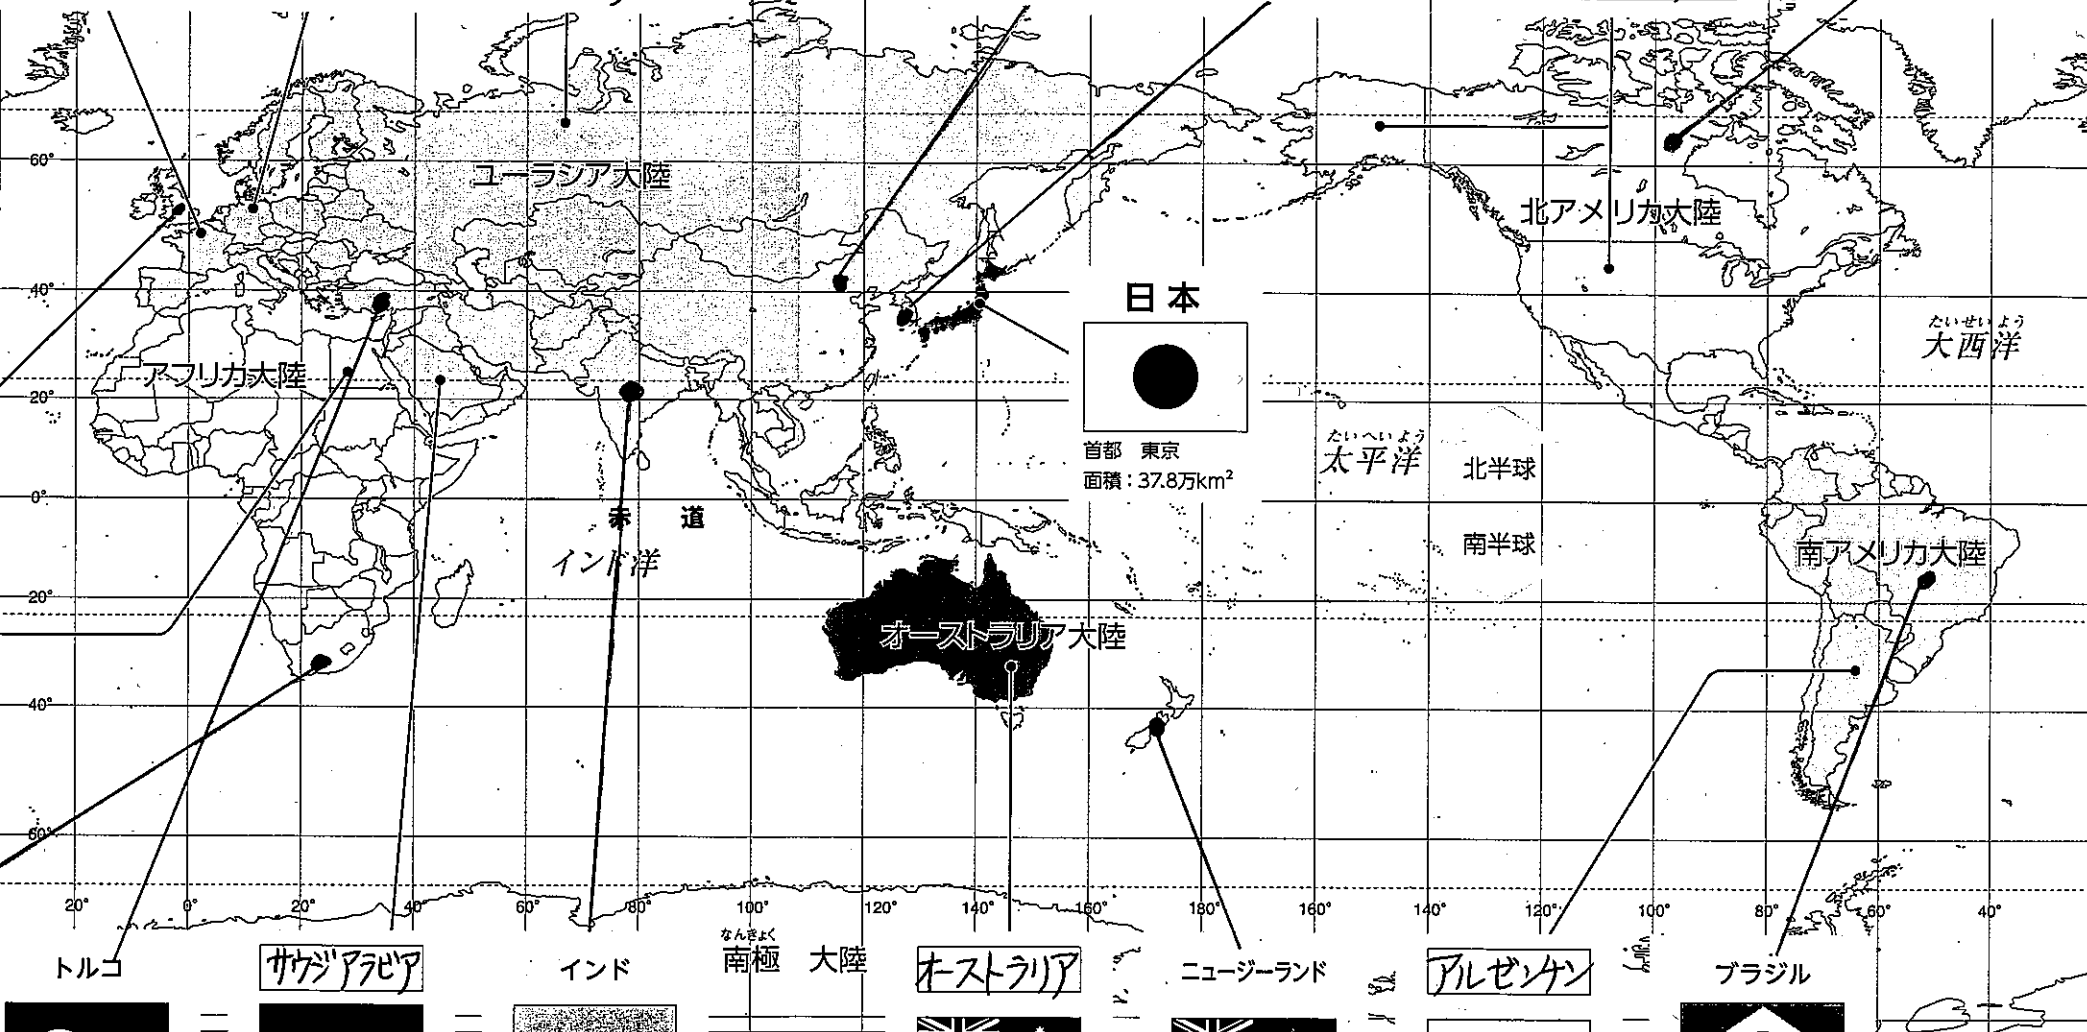 ユーラシア大陸
北アメリカ大陸
60°
40°
日本
たいせいよう
大西洋
アフリカ大陸
20°
首都 東京
面積:37.8万km²
たいへいよう
太平洋
北半球
0°
赤 道
インド洋
南半球
南アメリカ大陸
20°
オーストラリア大陸
40°
60°
20° 0° 20° 40° 60° 80° 100° 120° 140° 160° 180° 160° 140° 120° 100° 80° 60° 40°
なんきょく
南極 大陸
トルコ
サウジアラビア
インド
オーストラリア
ニュージーランド
アルゼンケン
ブラジル